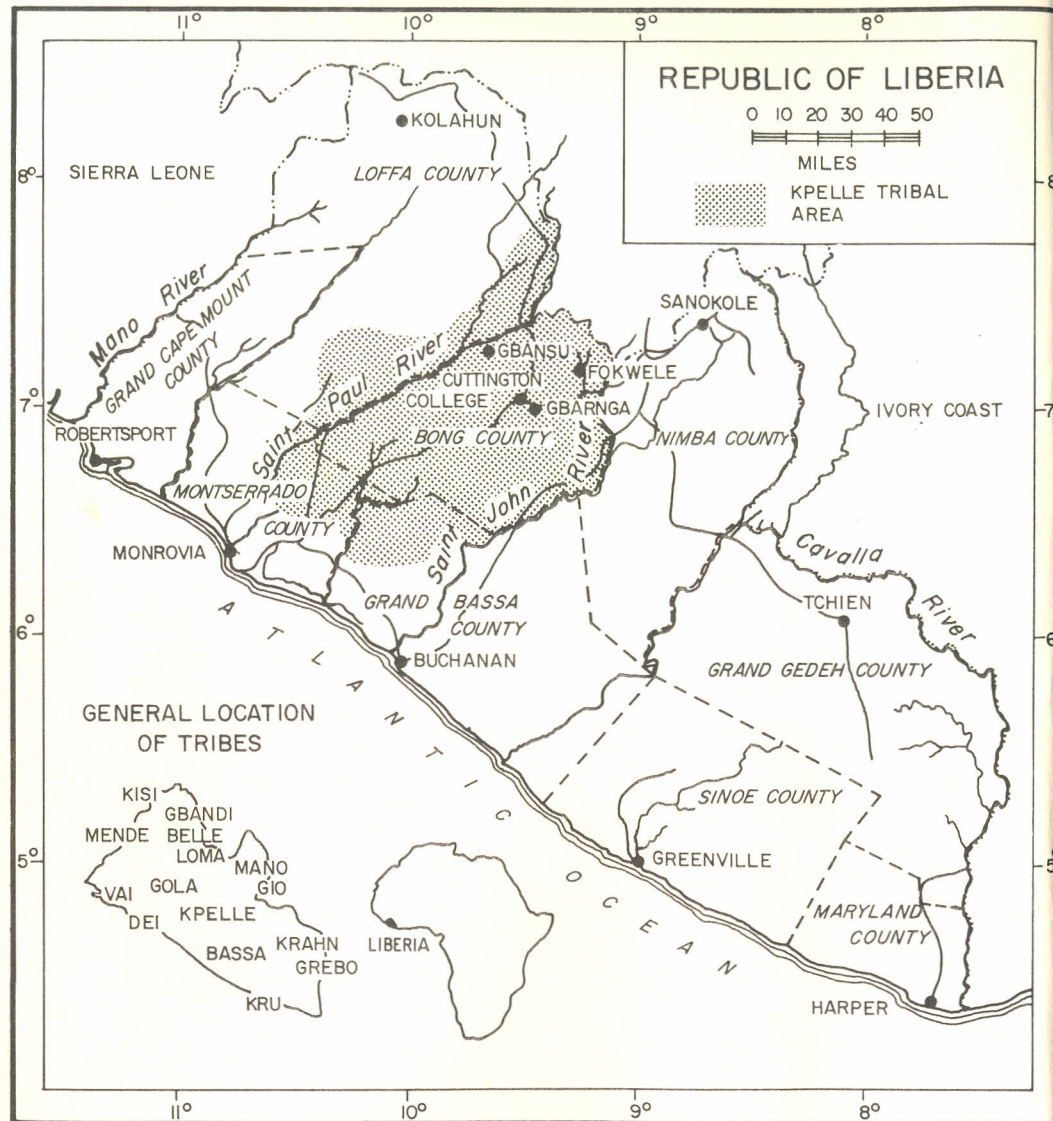 11° 10° 9° 8°
REPUBLIC OF LIBERIA
0 10 20 30 40 50
MILES
KPELLE TRIBAL
AREA
KOLAHUN
8° 8
SIERRA LEONE
LOFFA COUNTY
Mano River
GRAND CAPE MOUNT
COUNTY
SANOKOLE
GBANSU
FOKWELE
CUTTINGTON
COLLEGE
GBARNGA
Saint Paul River
7° 7
IVORY COAST
ROBERTSPORT
BONG COUNTY
NIMBA COUNTY
MONTSERRADO
COUNTY
Saint John River
MONROVIA
Cavalla River
TCHIEN
GRAND BASSA
COUNTY
6° 6
BUCHANAN
GRAND GEDEH COUNTY
ATLANTIC OCEAN
SINOE COUNTY
GREENVILLE
5° 5
MARYLAND
COUNTY
HARPER
GENERAL LOCATION
OF TRIBES
KISI
GBANDI
MENDE BELLE
LOMA
MANO
GIO
VAI GOLA
DEI KPELLE
BASSA KRAHN
GREBO
KRU
LIBERIA
11° 10° 9° 8°